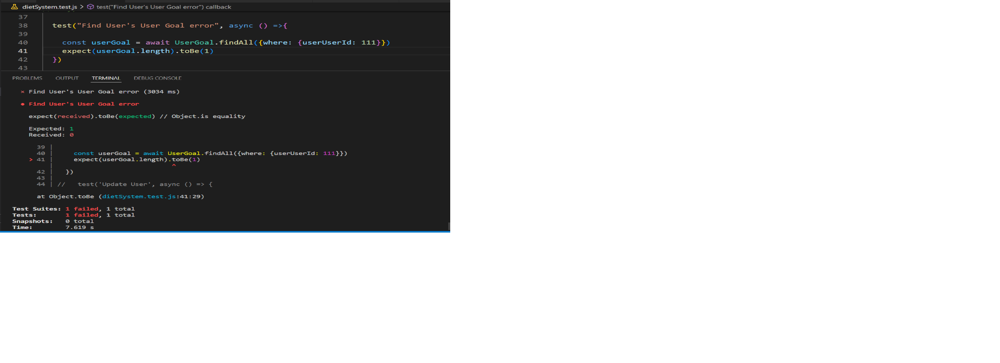 dietSystem.test.js > test("Find User's User Goal error") callback
37
38 test("Find User's User Goal error", async () =>{
39
40 const userGoal = await UserGoal.findAll({where: {userUserId: 111}})
41 expect(userGoal.length).toBe(1)
42 })
43
PROBLEMS OUTPUT TERMINAL DEBUG CONSOLE
× Find User's User Goal error (3034 ms)
● Find User's User Goal error
expect(received).toBe(expected) // Object.is equality
Expected: 1
Received: 0
39 |
40 | const userGoal = await UserGoal.findAll({where: {userUserId: 111}})
> 41 | expect(userGoal.length).toBe(1)
| ^
42 | })
43 |
44 | // test('Update User', async () => {
at Object.toBe (dietSystem.test.js:41:29)
Test Suites: 1 failed, 1 total
Tests: 1 failed, 1 total
Snapshots: 0 total
Time: 7.619 s